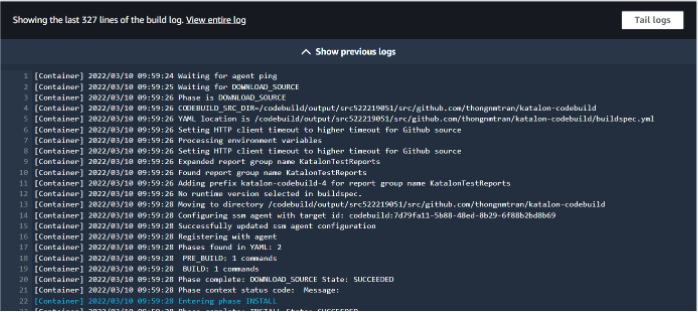 Showing the last 327 lines of the build log. View entire log
Tail logs
Show previous logs
1 [Container] 2022/03/10 09:59:24 Waiting for agent ping
2 [Container] 2022/03/10 09:59:25 Waiting for DOWNLOAD_SOURCE
3 [Container] 2022/03/10 09:59:26 Phase is DOWNLOAD_SOURCE
4 [Container] 2022/03/10 09:59:26 CODEBUILD_SRC_DIR=/codebuild/output/src522219051/src/github.com/thongnmtran/katalon-codebuild
5 [Container] 2022/03/10 09:59:26 YAML location is /codebuild/output/src522219051/src/github.com/thongnmtran/katalon-codebuild/buildspec.yml
6 [Container] 2022/03/10 09:59:26 Setting HTTP client timeout to higher timeout for Github source
7 [Container] 2022/03/10 09:59:26 Processing environment variables
8 [Container] 2022/03/10 09:59:26 Setting HTTP client timeout to higher timeout for Github source
9 [Container] 2022/03/10 09:59:26 Expanded report group name KatalonTestReports
10 [Container] 2022/03/10 09:59:26 Found report group name KatalonTestReports
11 [Container] 2022/03/10 09:59:26 Adding prefix katalon-codebuild-4 for report group name KatalonTestReports
12 [Container] 2022/03/10 09:59:26 No runtime version selected in buildspec.
13 [Container] 2022/03/10 09:59:28 Moving to directory /codebuild/output/src522219051/src/github.com/thongnmtran/katalon-codebuild
14 [Container] 2022/03/10 09:59:28 Configuring ssm agent with target id: codebuild:7d79fa11-5b88-48ed-8b29-6f88b2bd8b69
15 [Container] 2022/03/10 09:59:28 Successfully updated ssm agent configuration
16 [Container] 2022/03/10 09:59:28 Registering with agent
17 [Container] 2022/03/10 09:59:28 Phases found in YAML: 2
18 [Container] 2022/03/10 09:59:28  PRE_BUILD: 1 commands
19 [Container] 2022/03/10 09:59:28  BUILD: 1 commands
20 [Container] 2022/03/10 09:59:28 Phase complete: DOWNLOAD_SOURCE State: SUCCEEDED
21 [Container] 2022/03/10 09:59:28 Phase context status code:  Message:
22 [Container] 2022/03/10 09:59:28 Entering phase INSTALL